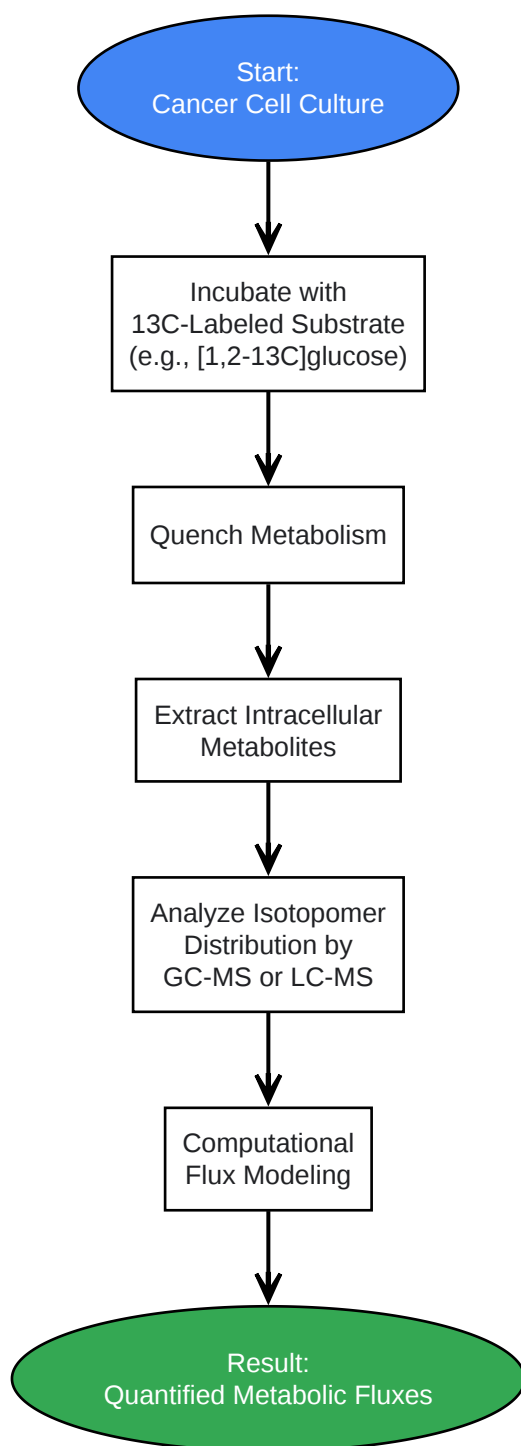 Start:
Cancer Cell Culture
Incubate with
13C-Labeled Substrate
(e.g., [1,2-13C]glucose)
Quench Metabolism
Extract Intracellular
Metabolites
Analyze Isotopomer
Distribution by
GC-MS or LC-MS
Computational
Flux Modeling
Result:
Quantified Metabolic Fluxes